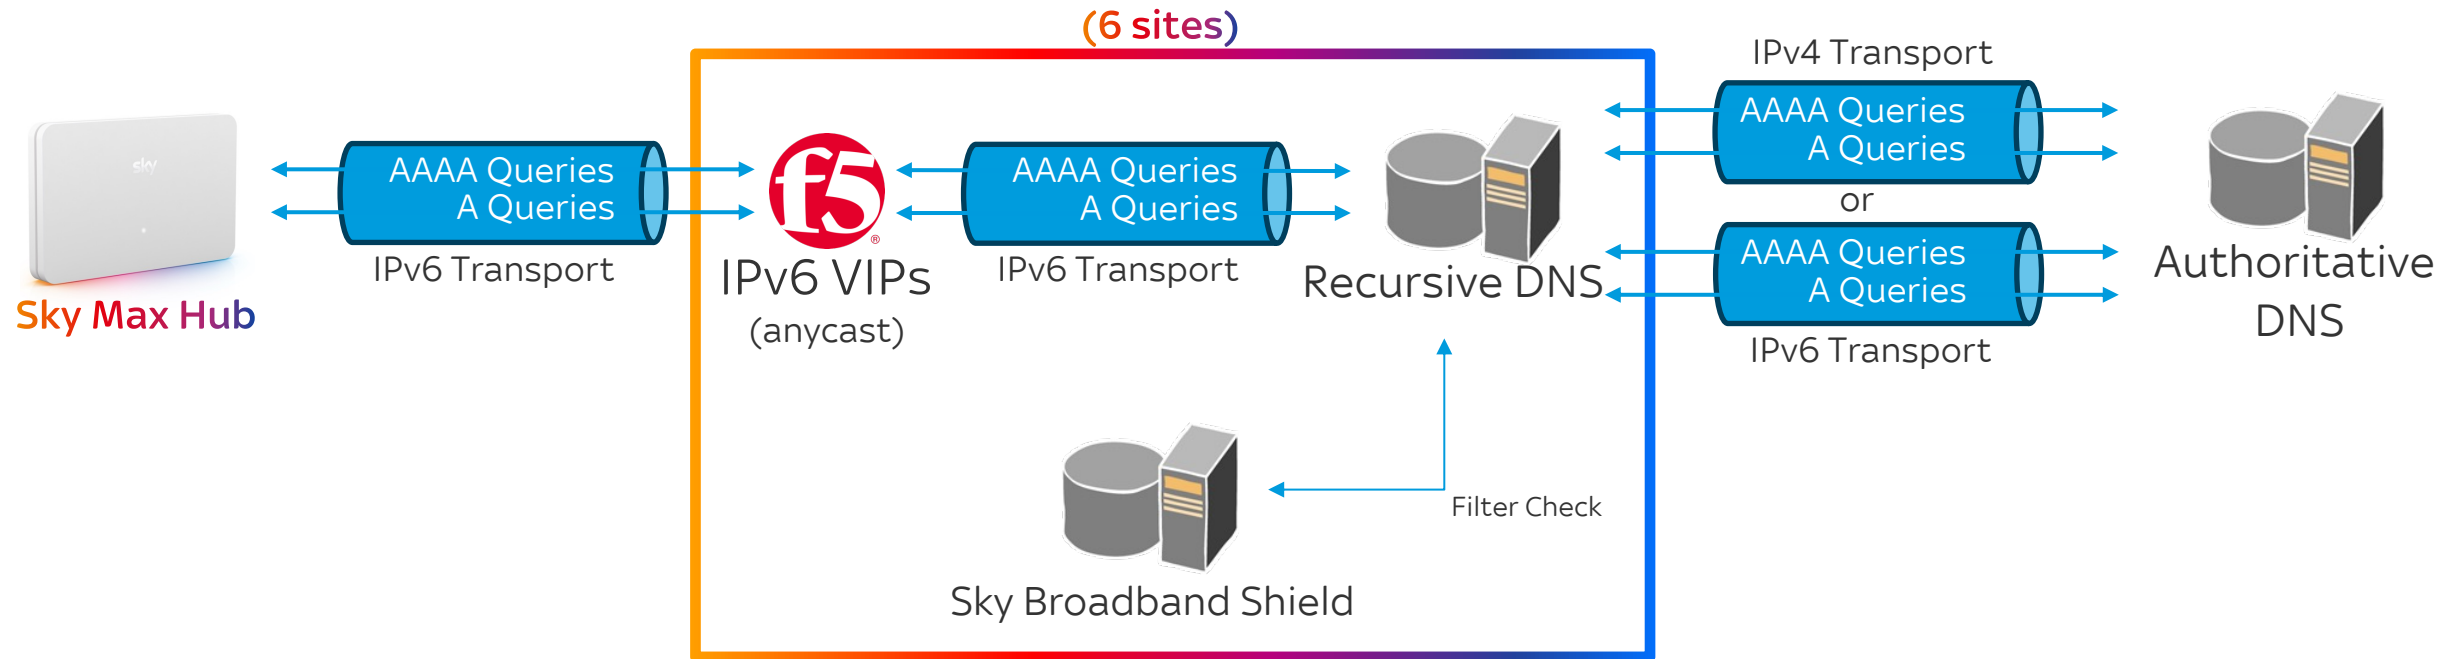 (6 sites)
sky
Sky Max Hub
AAAA Queries
A Queries
IPv6 Transport
f5
®
IPv6 VIPs
(anycast)
AAAA Queries
A Queries
IPv6 Transport
Recursive DNS
IPv4 Transport
AAAA Queries
A Queries
or
AAAA Queries
A Queries
IPv6 Transport
Authoritative
DNS
Filter Check
Sky Broadband Shield